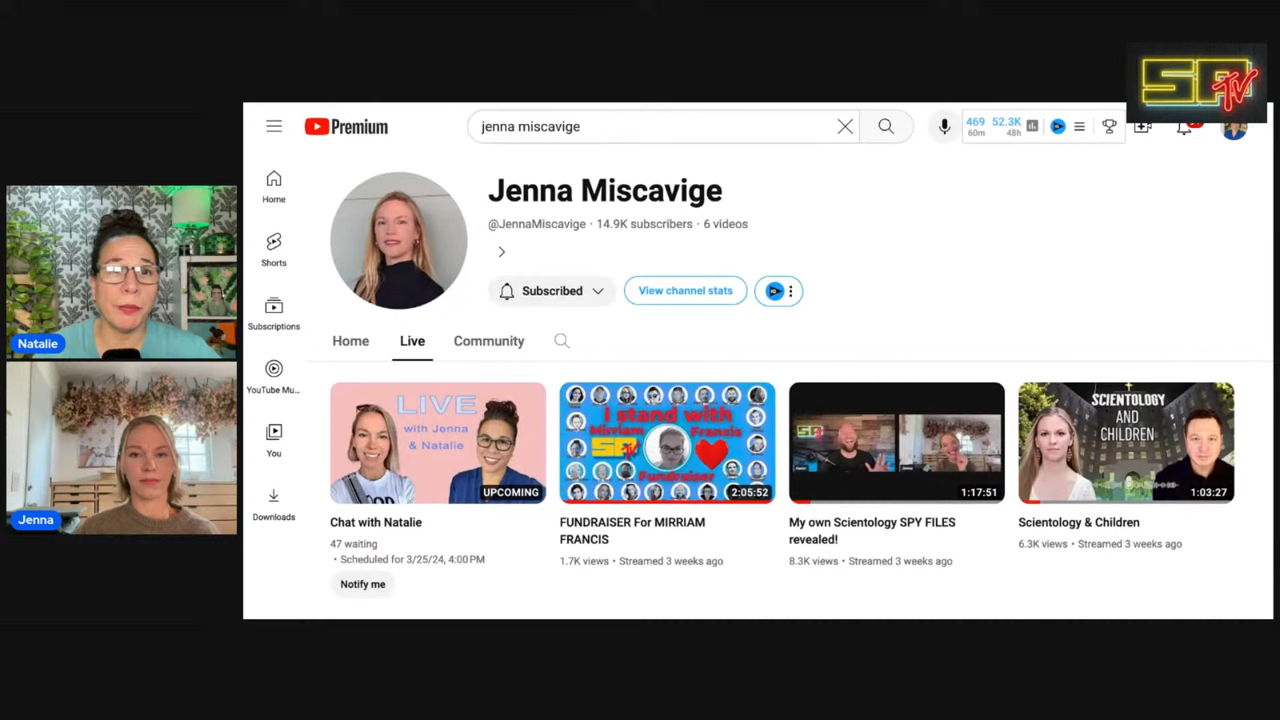 SPTV
Premium
jenna miscavige
469 52.3K
60m 48h
Home
Shorts
Subscriptions
YouTube Mu...
You
Downloads
Jenna Miscavige
@JennaMiscavige · 14.9K subscribers · 6 videos
Subscribed
View channel stats
Home Live Community
LIVE
with Jenna
& Natalie
UPCOMING
Chat with Natalie
47 waiting
• Scheduled for 3/25/24, 4:00PM
Notify me
I stand with
Mirriam Francis
Fundraiser
2:05:52
FUNDRAISER For MIRRIAM
FRANCIS
1.7K views • Streamed 3 weeks ago
1:17:51
My own Scientology SPY FILES
revealed!
8.3K views • Streamed 3 weeks ago
SCIENTOLOGY
AND
CHILDREN
1:03:27
Scientology & Children
6.3K views • Streamed 3 weeks ago
Natalie
Jenna